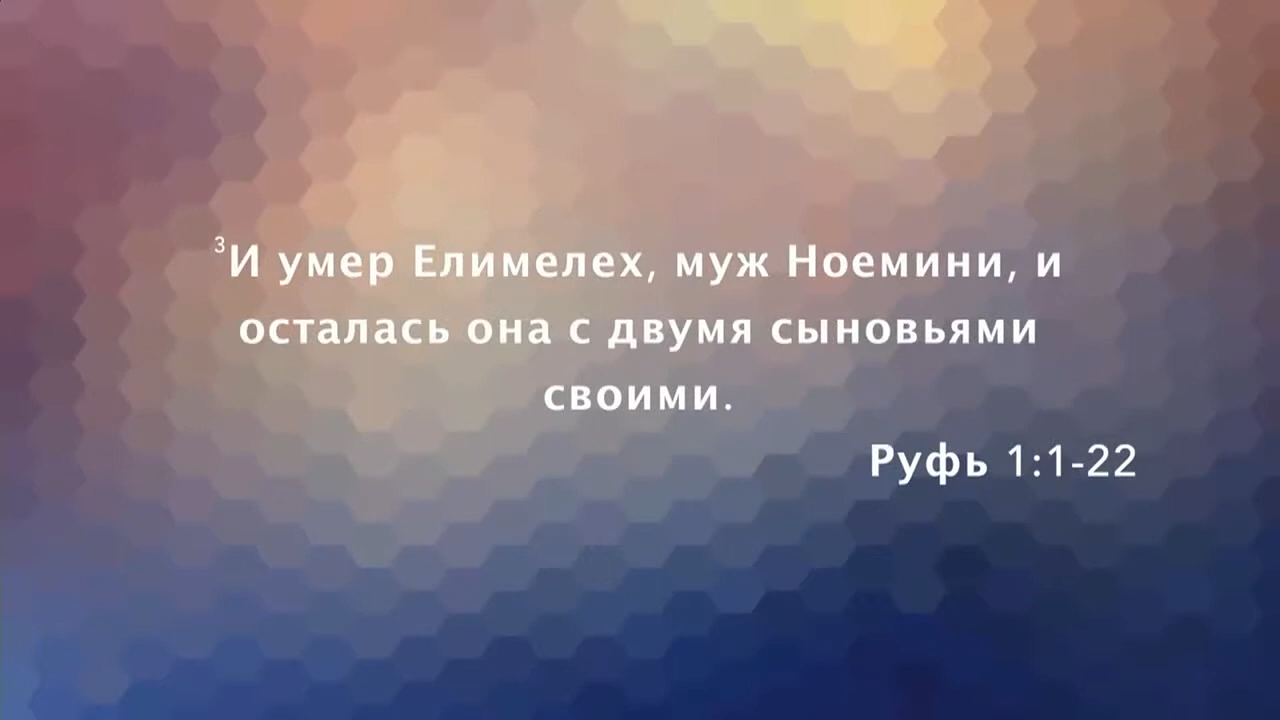 ³И умер Елимелех, муж Ноемини, и
осталась она с двумя сыновьями
своими.
Руфь 1:1-22